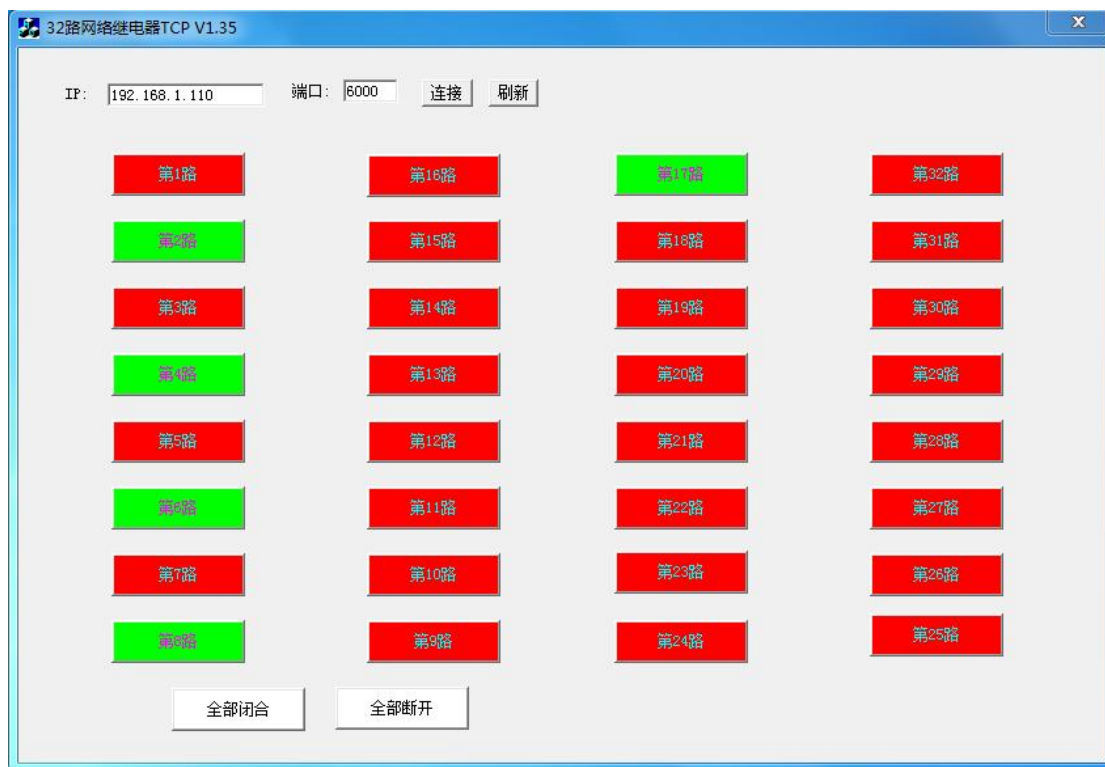 32路网络继电器TCP V1.35
IP: 192.168.1.110 端口: 6000 连接 刷新
第1路 第16路 第17路 第32路
第2路 第15路 第18路 第31路
第3路 第14路 第19路 第30路
第4路 第13路 第20路 第29路
第5路 第12路 第21路 第28路
第6路 第11路 第22路 第27路
第7路 第10路 第23路 第26路
第8路 第9路 第24路 第25路
全部闭合 全部断开